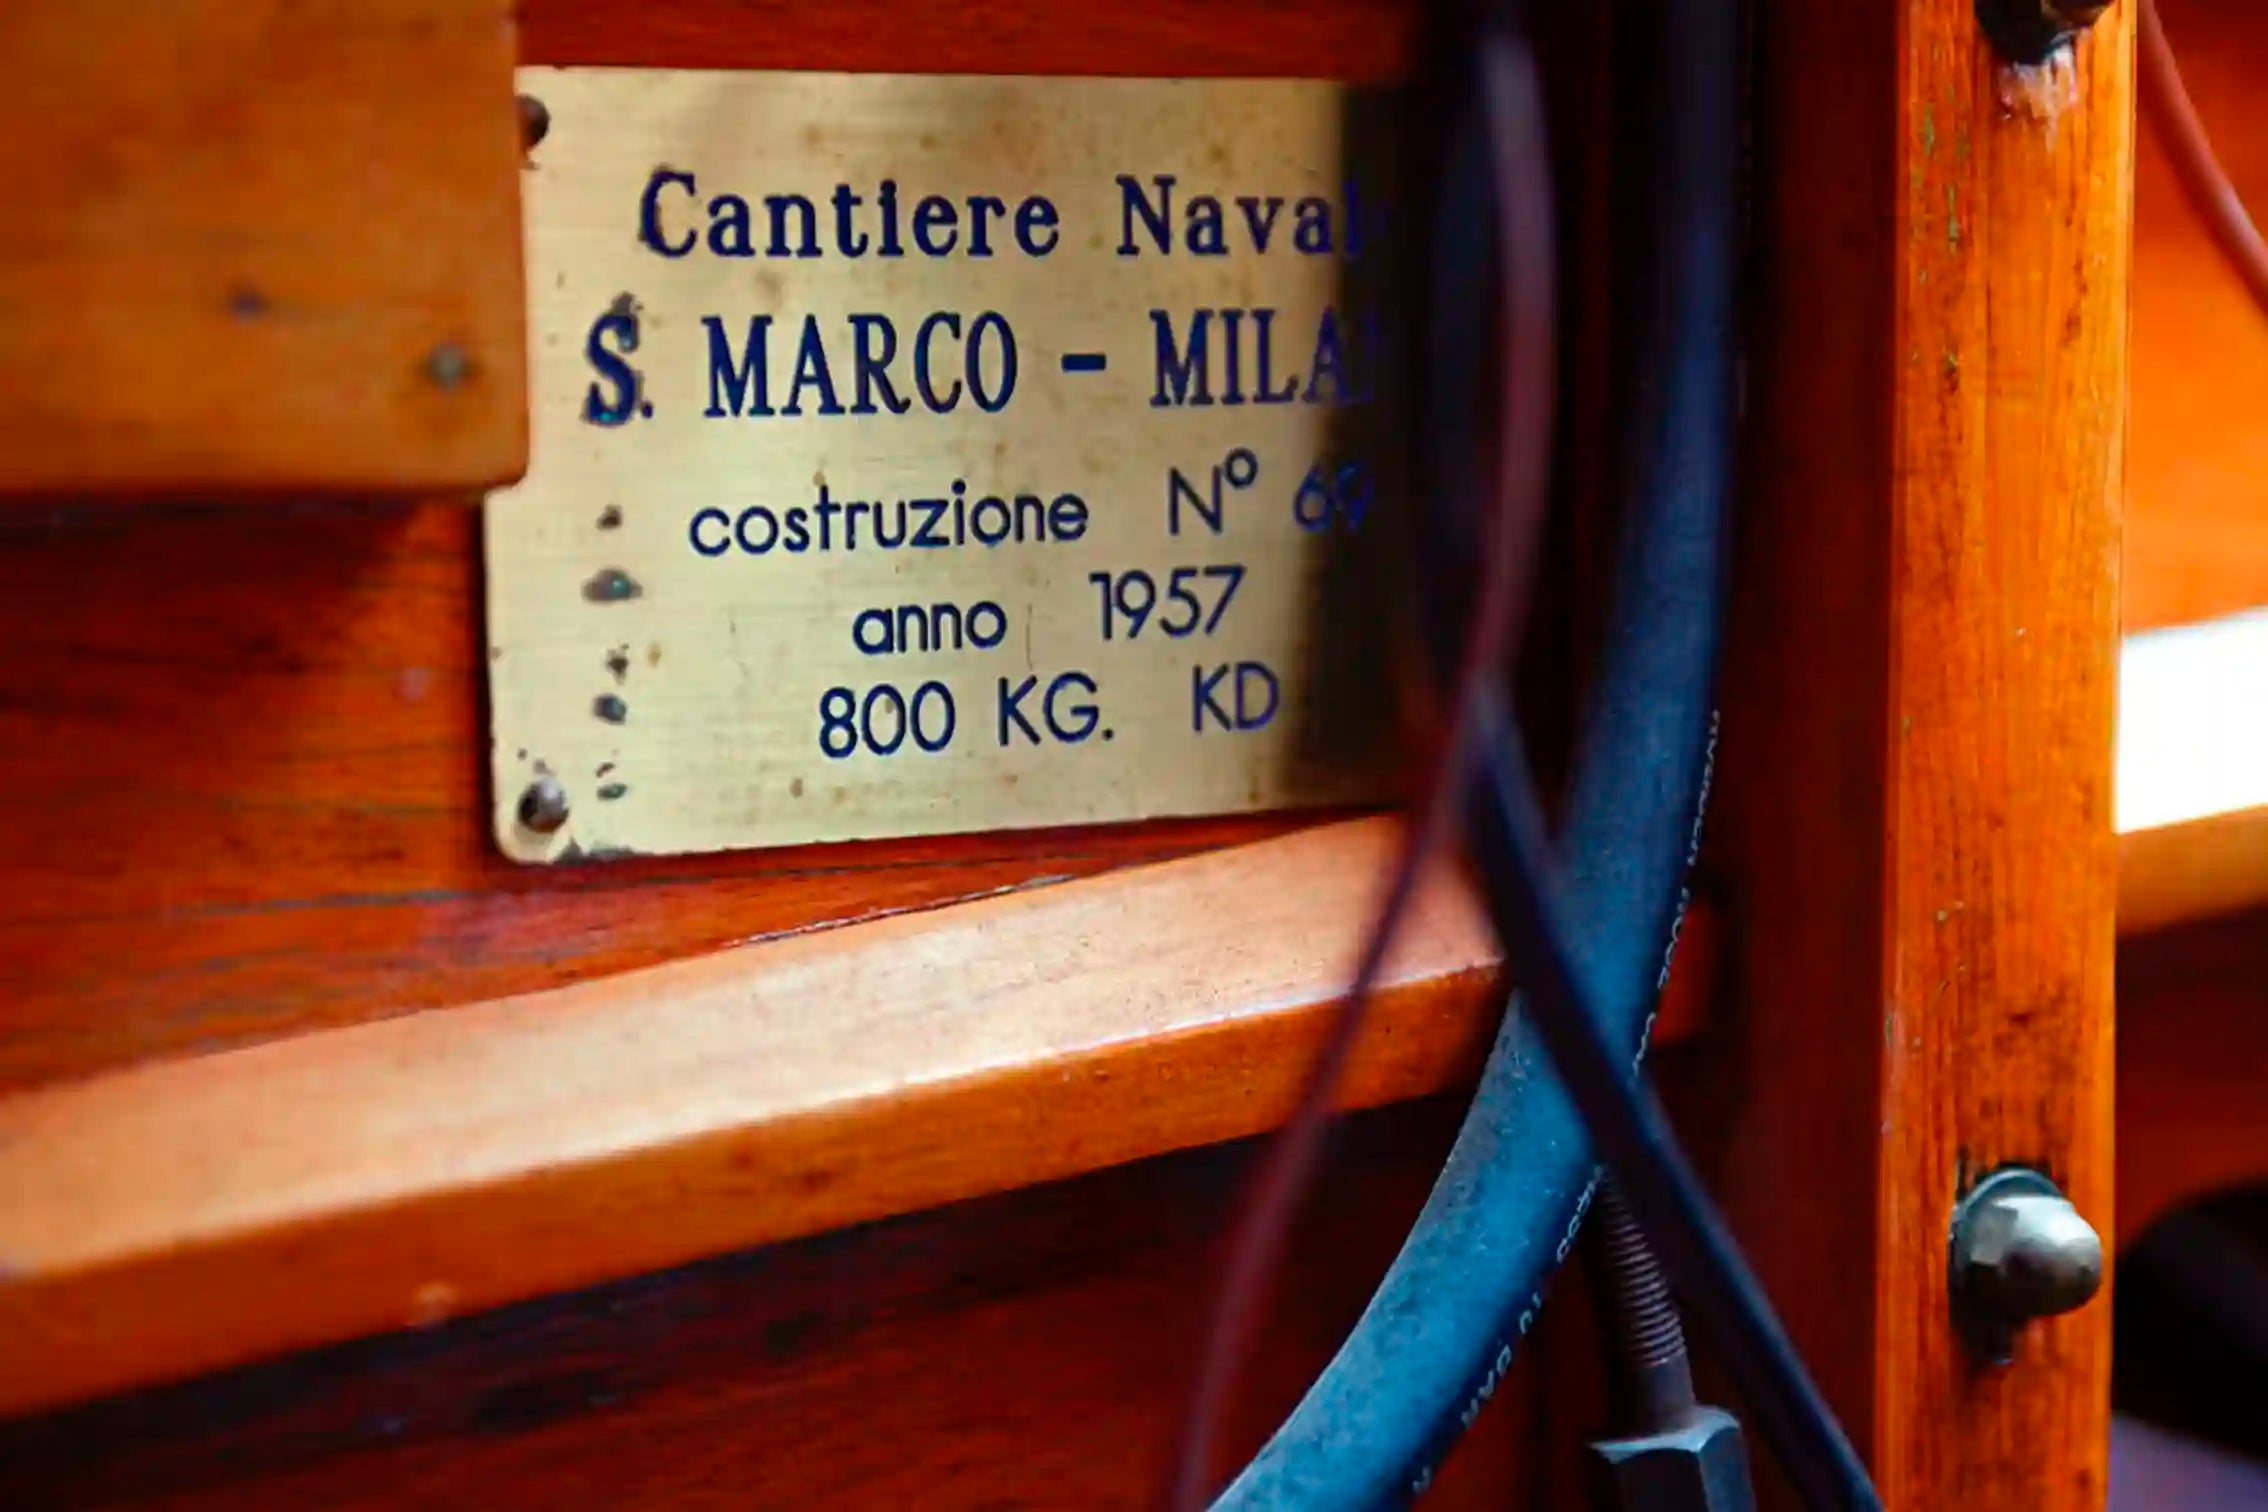 Cantiere Naval
S. MARCO - MILA
costruzione N° 69
anno 1957
800 KG. KD